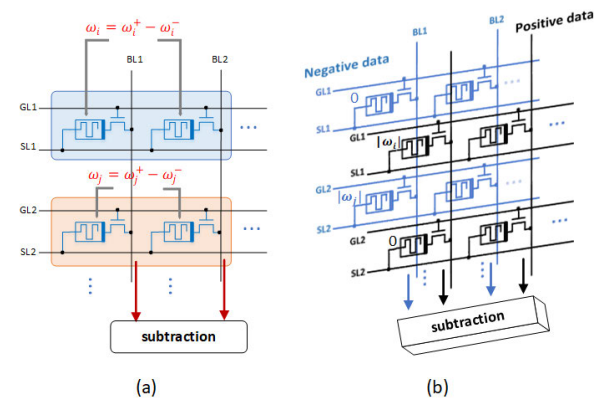 ωᵢ = ωᵢ⁺ − ωᵢ⁻
BL1
BL2
GL1
SL1
...
ωⱼ = ωⱼ⁺ − ωⱼ⁻
GL2
SL2
...
subtraction
(a)
BL2
Positive data
BL1
Negative data
GL1
0
...
SL1
GL1
|ωᵢ|
...
SL1
GL2
|ωⱼ|
...
SL2
GL2
0
...
SL2
subtraction
(b)